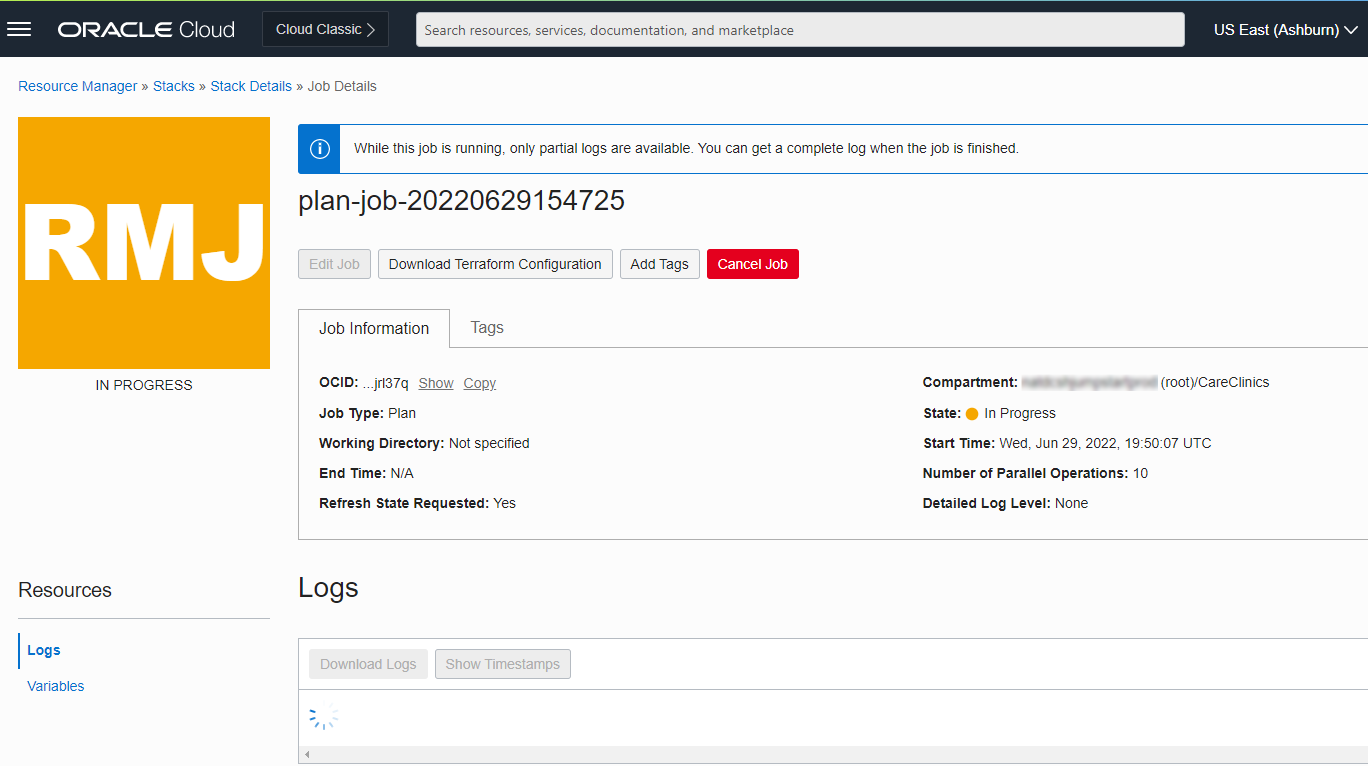 ORACLE Cloud
Cloud Classic
Search resources, services, documentation, and marketplace
US East (Ashburn)
Resource Manager » Stacks » Stack Details » Job Details
RMJ
IN PROGRESS
While this job is running, only partial logs are available. You can get a complete log when the job is finished.
plan-job-20220629154725
Edit Job
Download Terraform Configuration
Add Tags
Cancel Job
Job Information
Tags
OCID: ...jrl37q Show Copy
Job Type: Plan
Working Directory: Not specified
End Time: N/A
Refresh State Requested: Yes
Compartment: (root)/CareClinics
State: In Progress
Start Time: Wed, Jun 29, 2022, 19:50:07 UTC
Number of Parallel Operations: 10
Detailed Log Level: None
Resources
Logs
Variables
Logs
Download Logs
Show Timestamps